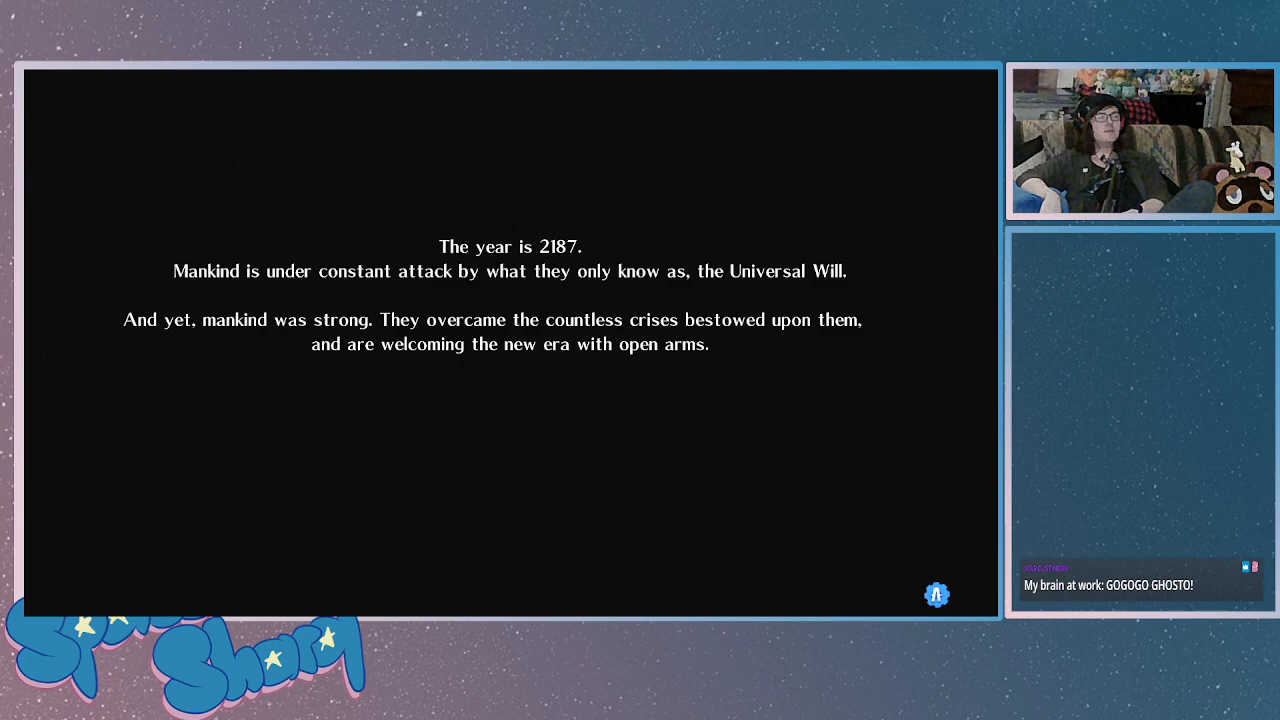 The year is 2187.
Mankind is under constant attack by what they only know as, the Universal Will.
And yet, mankind was strong. They overcame the countless crises bestowed upon them,
and are welcoming the new era with open arms.
A
My brain at work: GOGOGO GHOSTO!
Sharq